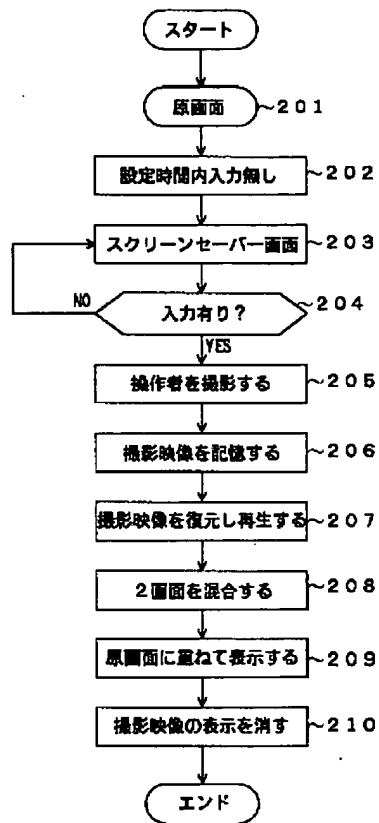 スタート
原画面 ~201
設定時間内入力無し ~202
スクリーンセーバー画面 ~203
入力有り? ~204
NO
YES
操作者を撮影する ~205
撮影映像を記憶する ~206
撮影映像を復元し再生する ~207
2画面を混合する ~208
原画面に重ねて表示する ~209
撮影映像の表示を消す ~210
エンド